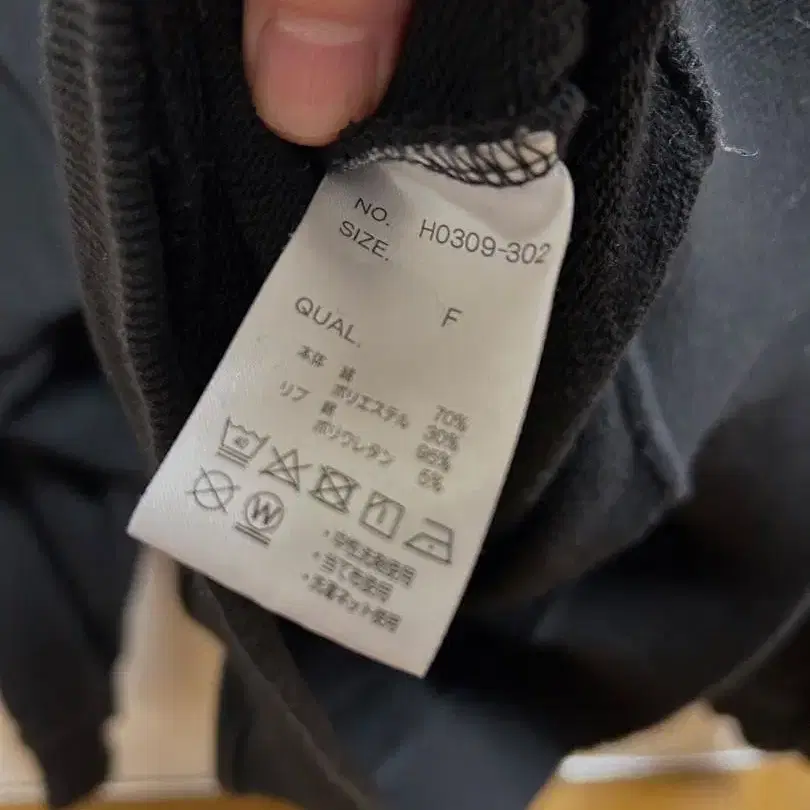 NO. H0309-302
SIZE. F
QUAL.
本体 綿 70%
ポリエステル 30%
リブ 綿 95%
ポリウレタン 5%
40
W
・中性洗剤使用
・当て布使用
・洗濯ネット使用